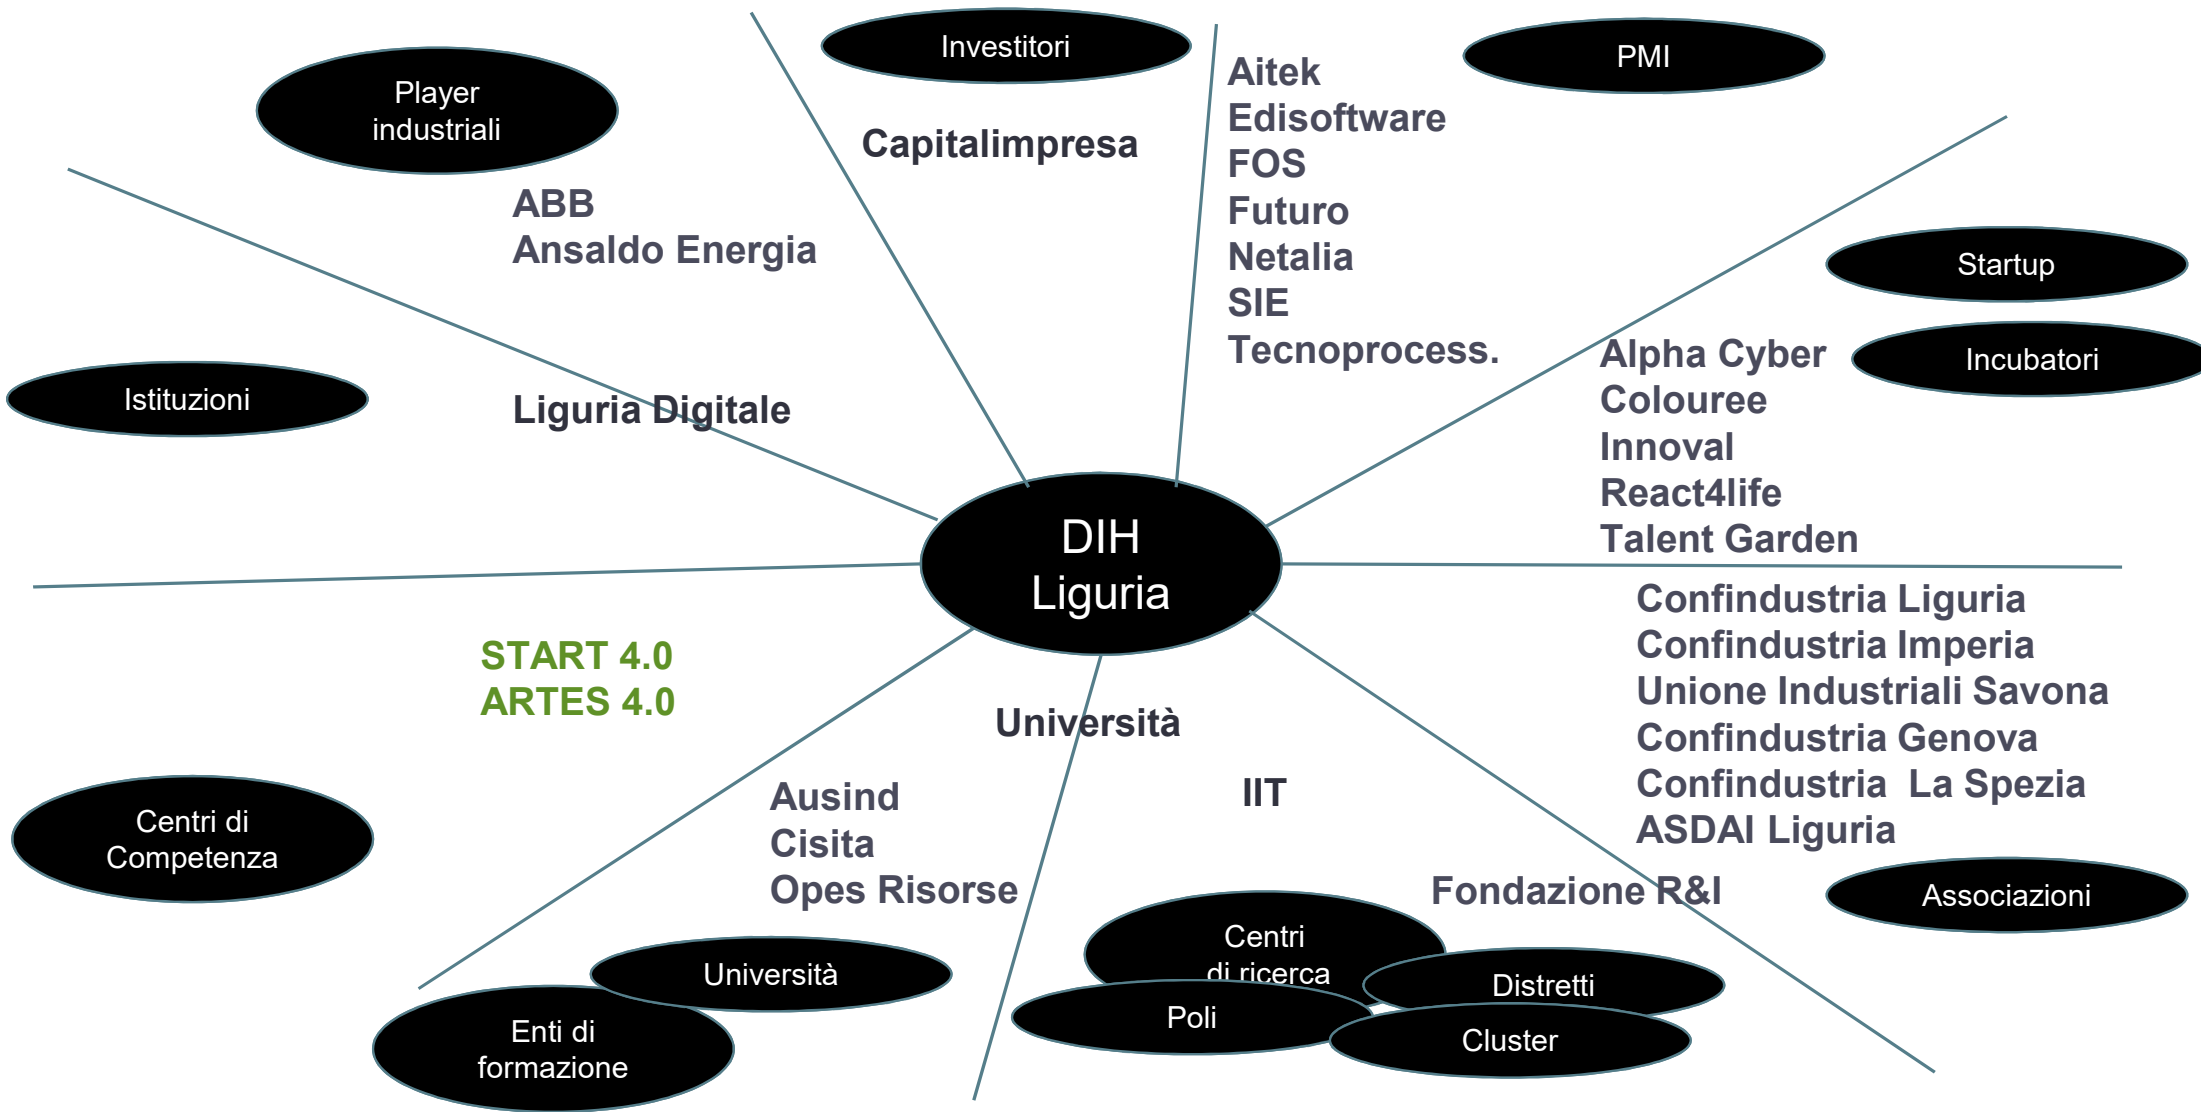 Player
industriali
ABB
Ansaldo Energia
Investitori
Capitalimpresa
PMI
Aitek
Edisoftware
FOS
Futuro
Netalia
SIE
Tecnoprocess.
Startup
Incubatori
Alpha Cyber
Colouree
Innoval
React4life
Talent Garden
Istituzioni
Liguria Digitale
DIH
Liguria
START 4.0
ARTES 4.0
Centri di
Competenza
Ausind
Cisita
Opes Risorse
Università
Enti di
formazione
Università
IIT
Fondazione R&I
Centri
di ricerca
Distretti
Poli
Cluster
Confindustria Liguria
Confindustria Imperia
Unione Industriali Savona
Confindustria Genova
Confindustria  La Spezia
ASDAI Liguria
Associazioni